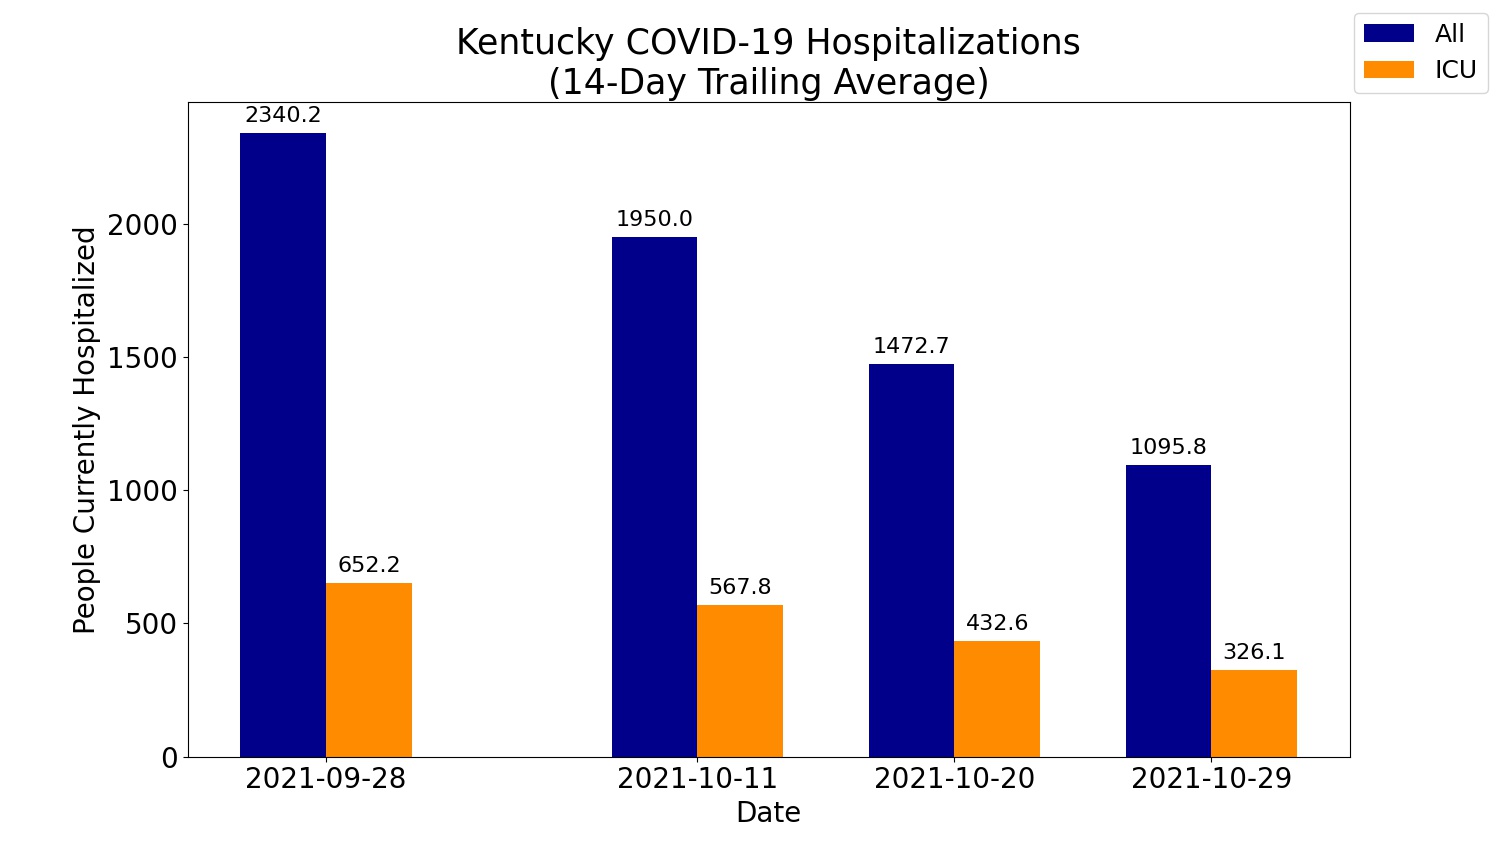 Kentucky COVID-19 Hospitalizations
(14-Day Trailing Average)
All
ICU
People Currently Hospitalized
2000
1500
1000
500
0
2340.2
652.2
1950.0
567.8
1472.7
432.6
1095.8
326.1
2021-09-28
2021-10-11
2021-10-20
2021-10-29
Date